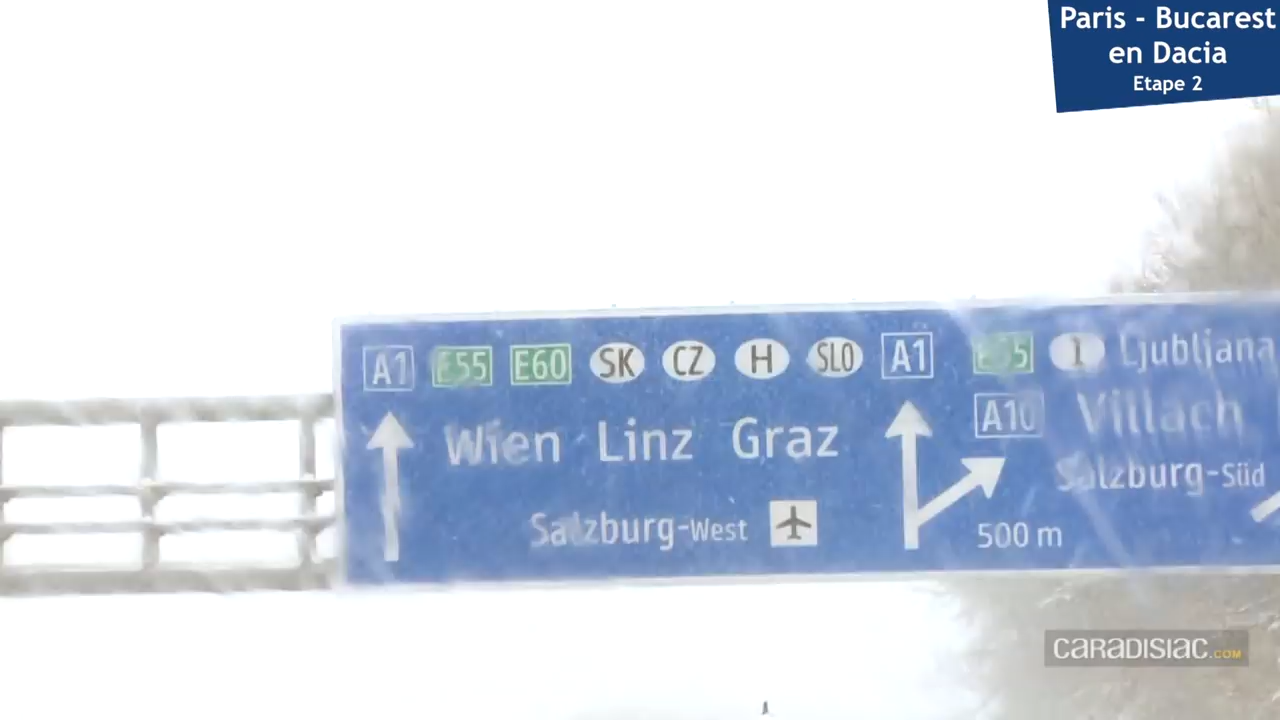 Paris - Bucarest
en Dacia
Etape 2
A1 E55 E60 SK CZ H SLO A1 E55 I Ljubljana
Wien Linz Graz A10 Villach
Salzburg-West Salzburg-Süd
500 m
CARADISIAC.COM